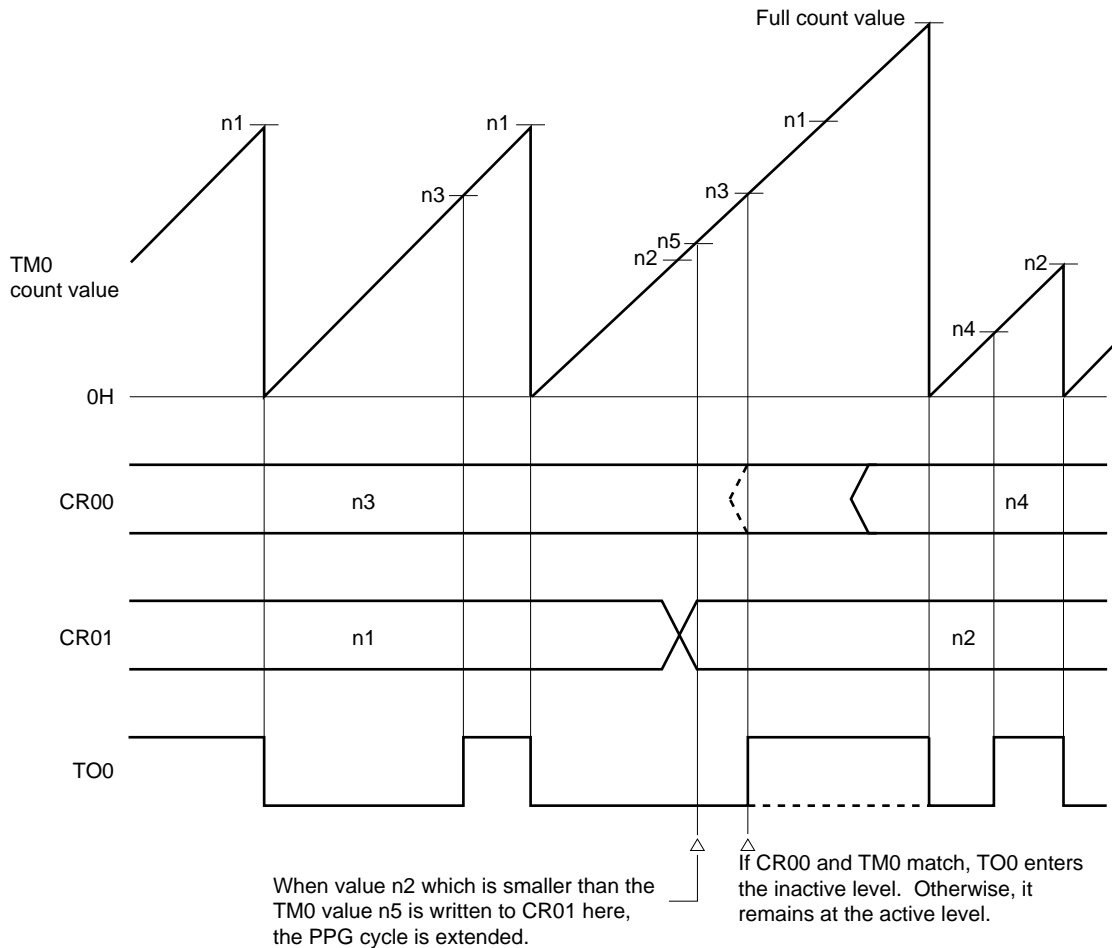 Full count value
n1
n1
n1
n3
n3
n5
n2
n2
n4
TM0
count value
0H
CR00
n3
n4
CR01
n1
n2
TO0
When value n2 which is smaller than the
TM0 value n5 is written to CR01 here,
the PPG cycle is extended.
If CR00 and TM0 match, TO0 enters
the inactive level. Otherwise, it
remains at the active level.